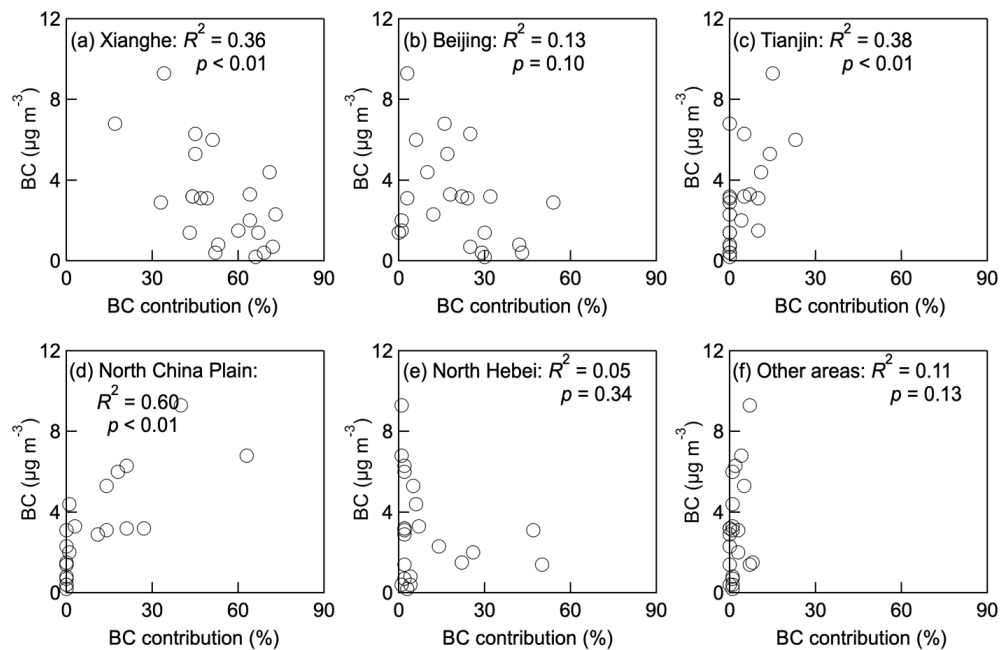 12
8
4
0
BC (μg m⁻³)
(a) Xianghe: R² = 0.36
p < 0.01
0 30 60 90
BC contribution (%)
12
8
4
0
BC (μg m⁻³)
(b) Beijing: R² = 0.13
p = 0.10
0 30 60 90
BC contribution (%)
12
8
4
0
BC (μg m⁻³)
(c) Tianjin: R² = 0.38
p < 0.01
0 30 60 90
BC contribution (%)
12
8
4
0
BC (μg m⁻³)
(d) North China Plain:
R² = 0.60
p < 0.01
0 30 60 90
BC contribution (%)
12
8
4
0
BC (μg m⁻³)
(e) North Hebei: R² = 0.05
p = 0.34
0 30 60 90
BC contribution (%)
12
8
4
0
BC (μg m⁻³)
(f) Other areas: R² = 0.11
p = 0.13
0 30 60 90
BC contribution (%)